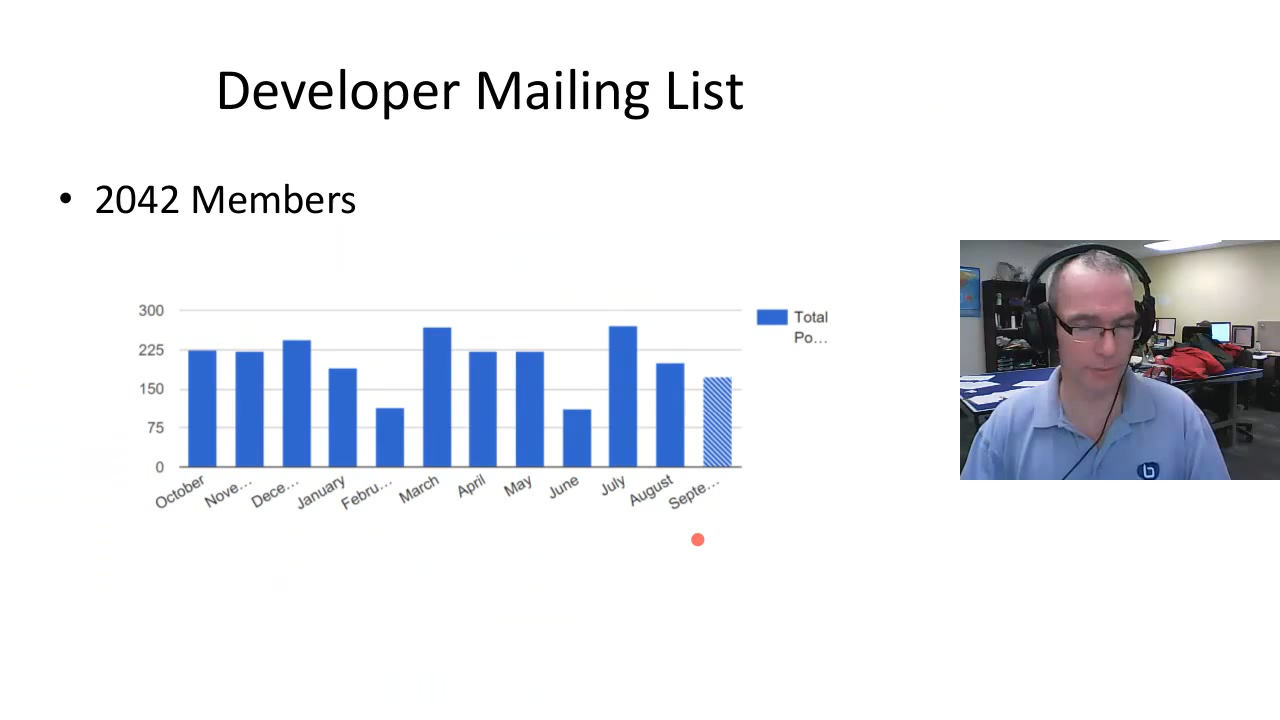 Developer Mailing List
• 2042 Members
300
225
150
75
0
Total
Po…
October
Nove…
Dece…
January
Febru…
March
April
May
June
July
August
Septe…
b